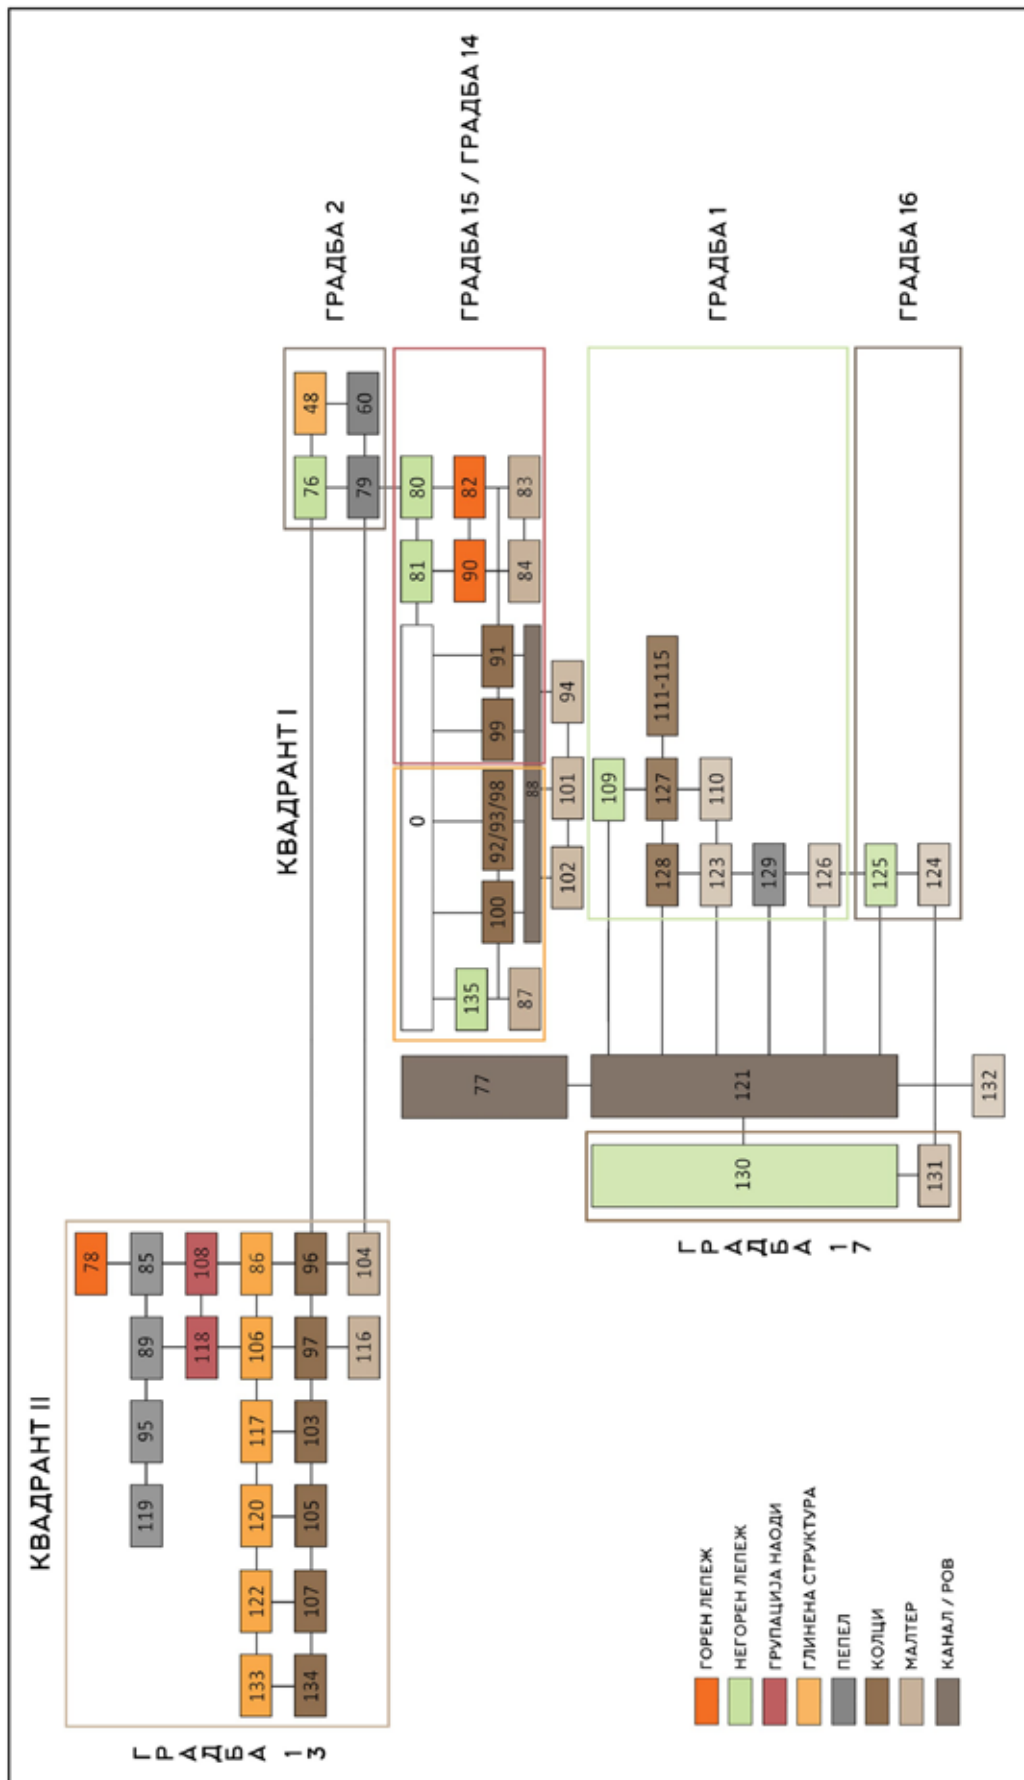 КВАДРАНТ II
КВАДРАНТ I
ГРАДБА 13
ГРАДБА 2
ГРАДБА 15 / ГРАДБА 14
ГРАДБА 1
ГРАДБА 16
ГРАДБА 17
78
119 95 89 85
118 108
133 122 120 117 106 86
134 107 105 103 97 96
116 104
76 48
79 60
0
81 80
135
90 82
100 92/93/98 99 91
87
88
84 83
102 101 94
77
121
132
130
131
109
128 127 111-115
123 110
129
126
125
124
ГОРЕН ЛЕПЕЖ
НЕГОРЕН ЛЕПЕЖ
ГРУПАЦИЈА НАОДИ
ГЛИНЕНА СТРУКТУРА
ПЕПЕЛ
КОЛЦИ
МАЛТЕР
КАНАЛ / РОВ